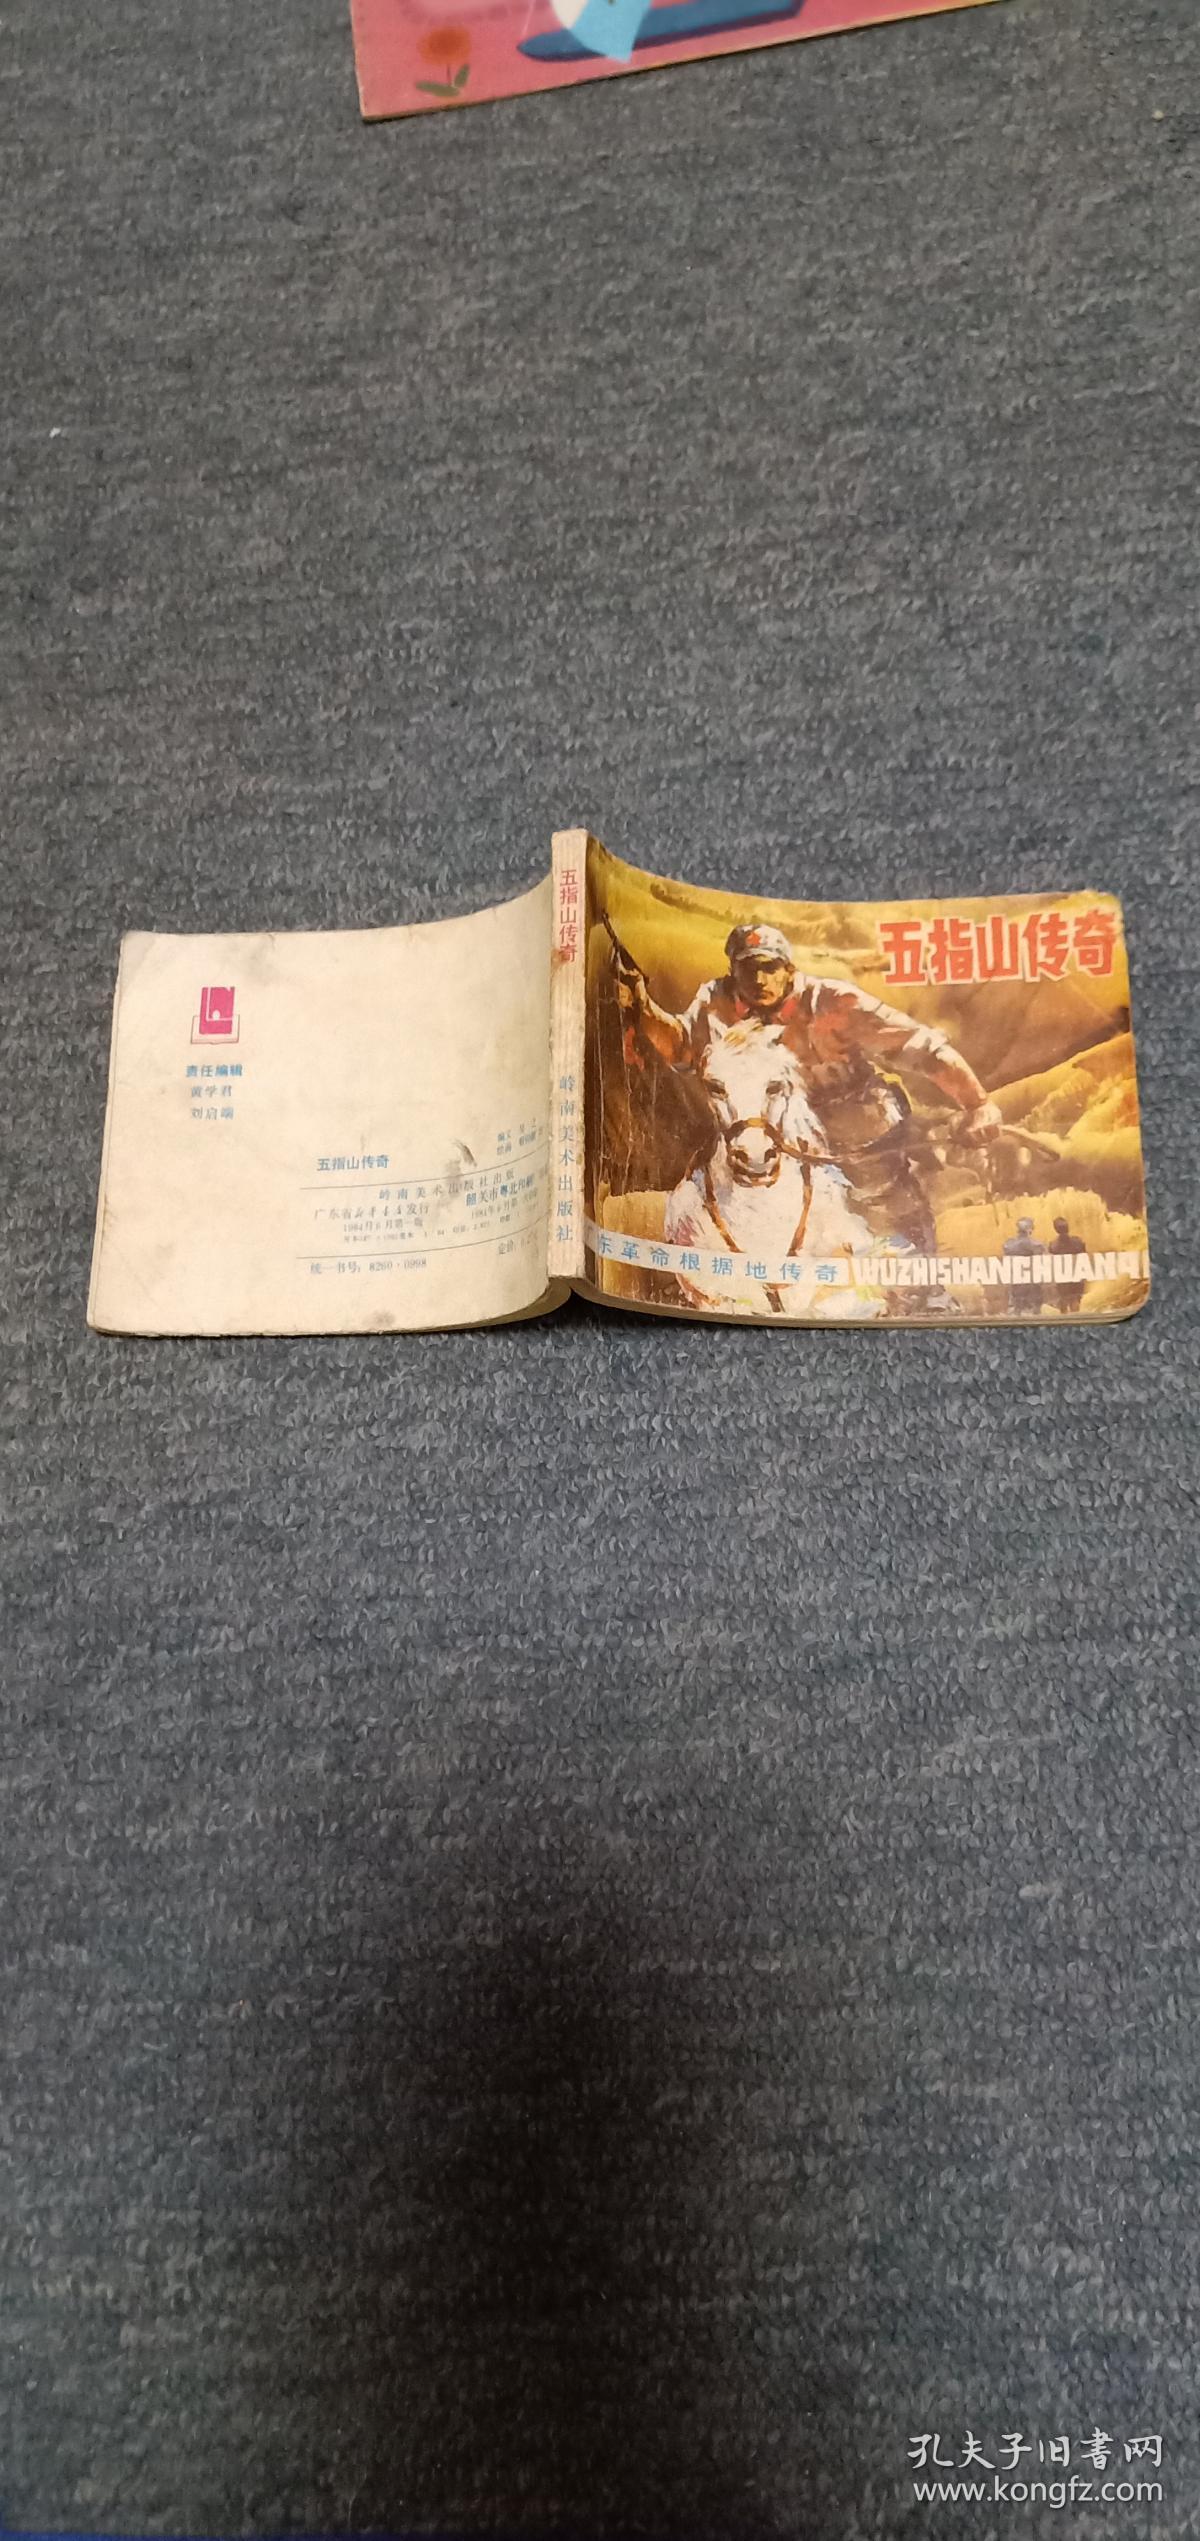 责任编辑
黄学君
刘启端
五指山传奇
岭南美术出版社出版
广东省新华书店发行
韶关市粤北印刷
1984年6月第一版
统一书号：8260·0998
定价：
五指山传奇
岭南美术出版社
五指山传奇
东革命根据地传奇
WUZHISHANCHUANQI
孔夫子旧书网
www.kongfz.com